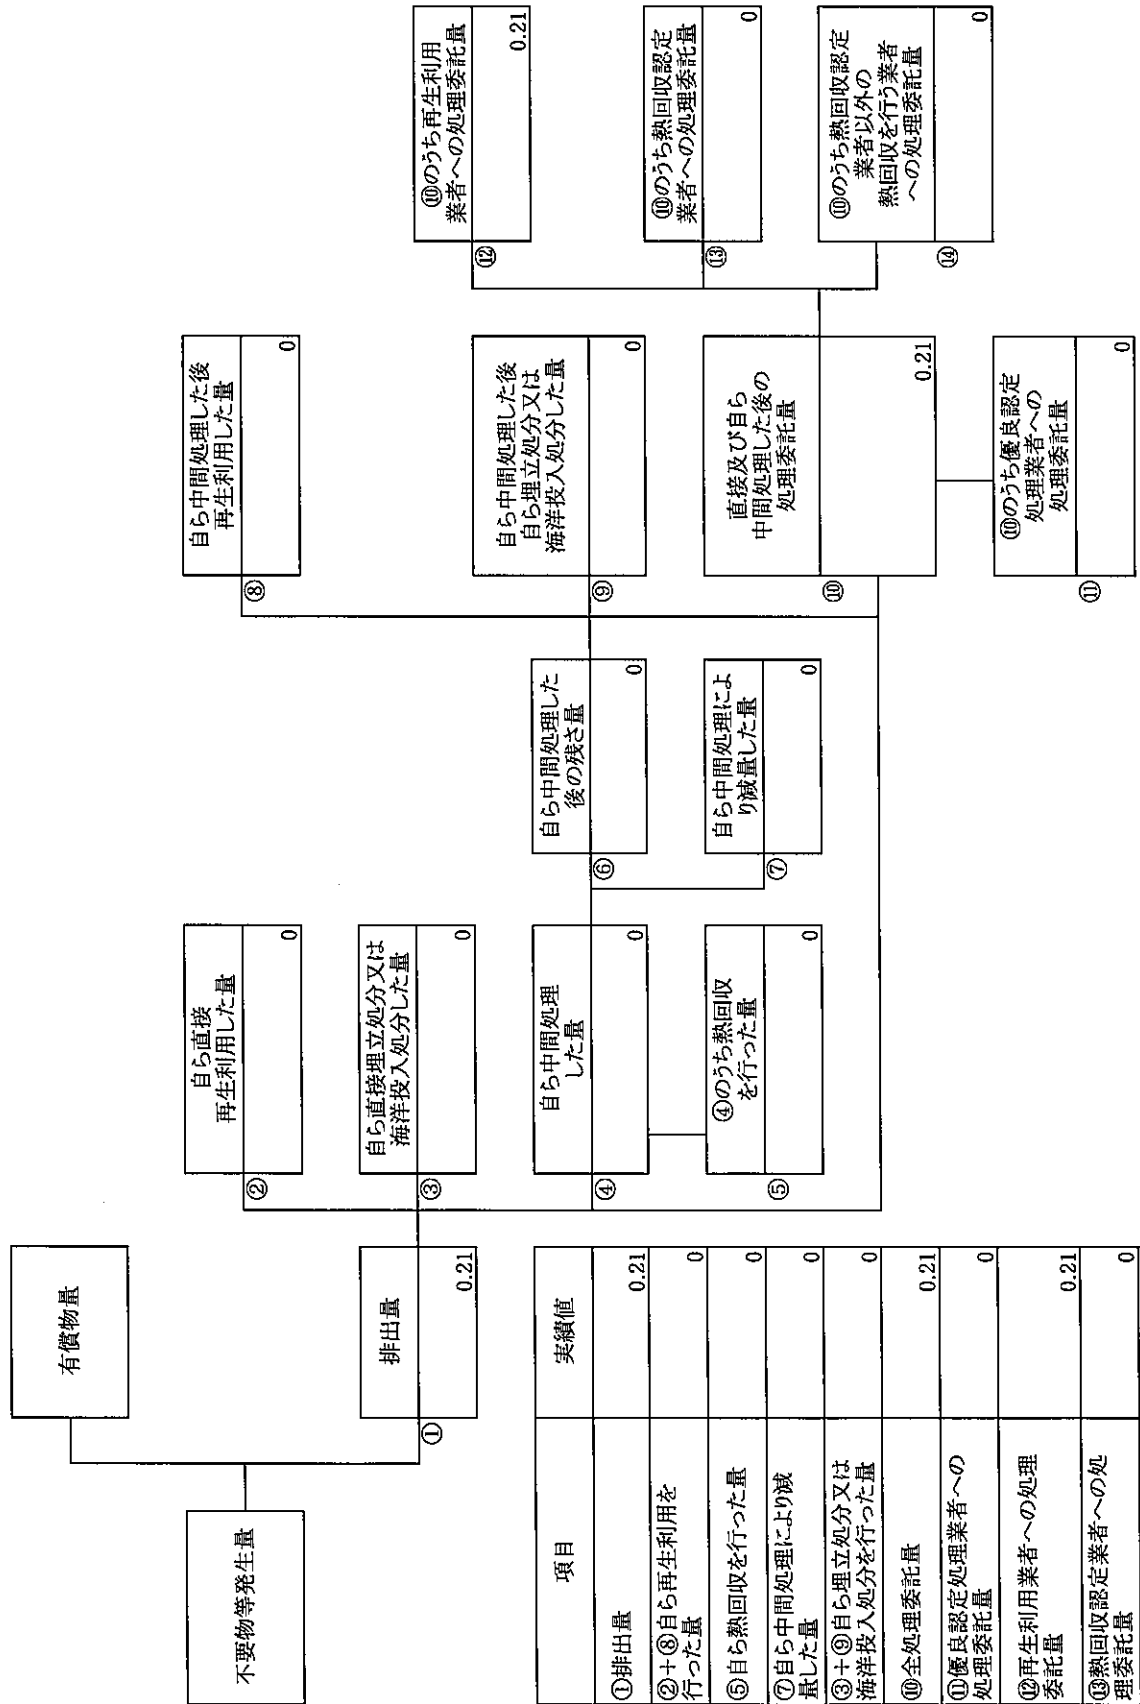 不要物等発生量
有償物量
①
排出量
0.21
②
自ら直接
再生利用した量
0
③
自ら直接埋立処分又は
海洋投入処分した量
0
④
自ら中間処理
した量
0
⑤
④のうち熱回収
を行った量
0
⑥
自ら中間処理した
後の残さ量
0
⑦
自ら中間処理によ
り減量した量
0
⑧
自ら中間処理した後
再生利用した量
0
⑨
自ら中間処理した後
自ら埋立処分又は
海洋投入処分した量
0
⑩
直接及び自ら
中間処理した後の
処理委託量
0.21
⑪
⑩のうち優良認定
処理業者への
処理委託量
0
⑫
⑩のうち再生利用
業者への処理委託量
0.21
⑬
⑩のうち熱回収認定
業者への処理委託量
0
⑭
⑩のうち熱回収認定
業者以外の
熱回収を行う業者
への処理委託量
0
項目 実績値
①排出量 0.21
②+⑧自ら再生利用を
行った量 0
⑤自ら熱回収を行った量 0
⑦自ら中間処理により減
量した量 0
③+⑨自ら埋立処分又は
海洋投入処分を行った量 0
⑩全処理委託量 0.21
⑪優良認定処理業者への
処理委託量 0
⑫再生利用業者への処理
委託量 0.21
⑬熱回収認定業者への処
理委託量 0